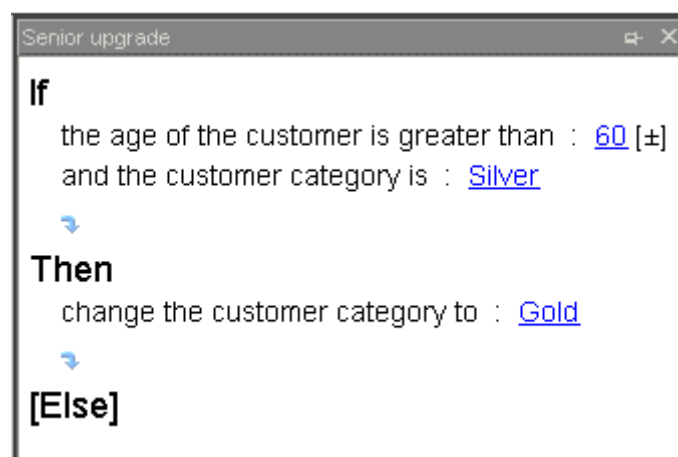 Senior upgrade
If
the age of the customer is greater than : 60 [±]
and the customer category is : Silver
Then
change the customer category to : Gold
[Else]